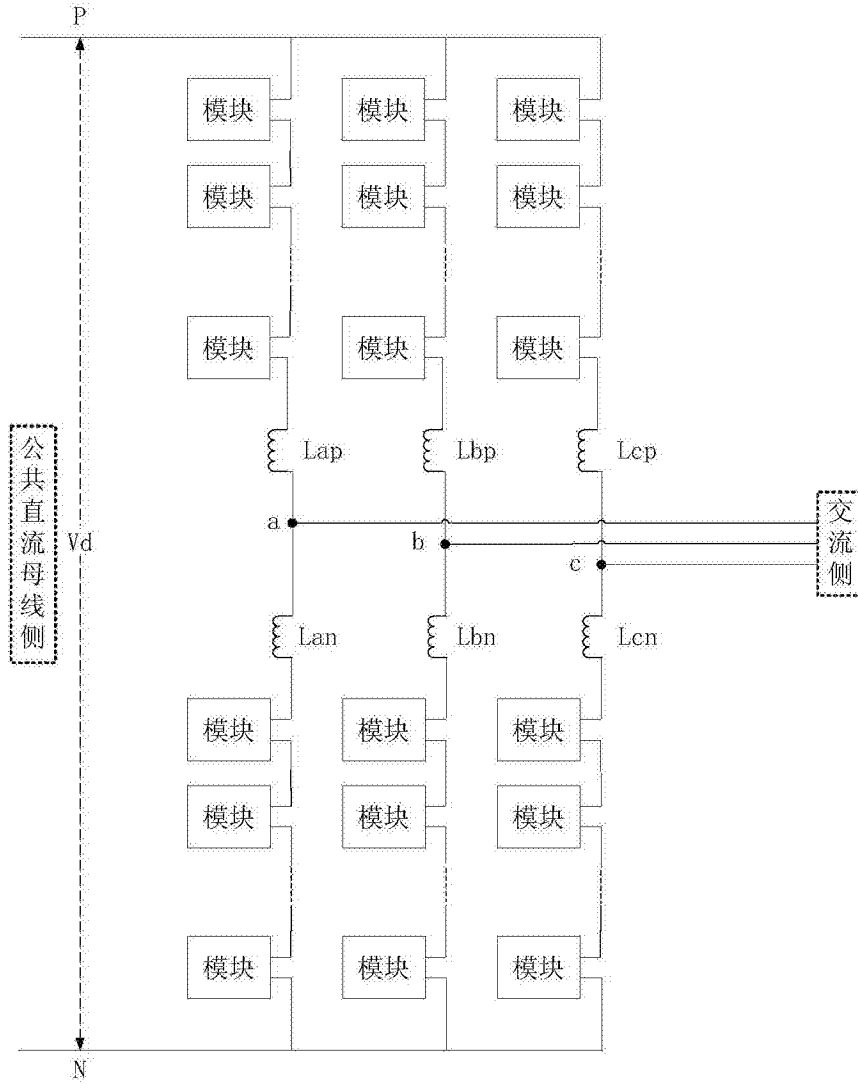 P
模块 模块 模块
模块 模块 模块
模块 模块 模块
Lap Lbp Lcp
公共直流母线侧
Vd
a
b
c
交流侧
Lan Lbn Lcn
模块 模块 模块
模块 模块 模块
模块 模块 模块
N